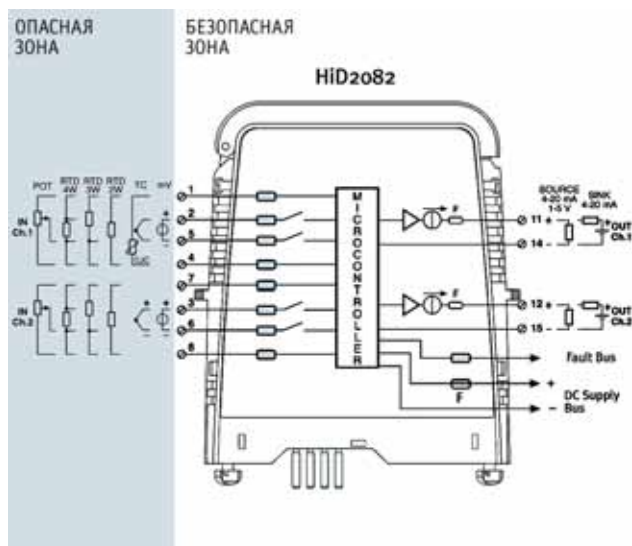 ОПАСНАЯ
ЗОНА
БЕЗОПАСНАЯ
ЗОНА
HiD2082
POT
RTD
4W
RTD
3W
RTD
2W
TC
mV
IN
Ch.1
CJC
IN
Ch.2
1
2
5
4
7
3
6
8
MICROCONTROLLER
F
F
11 +
14 -
12 +
15 -
SOURCE
4-20 mA
1-5 V
SINK
4-20 mA
OUT
Ch.1
OUT
Ch.2
Fault Bus
F
+
DC Supply
- Bus